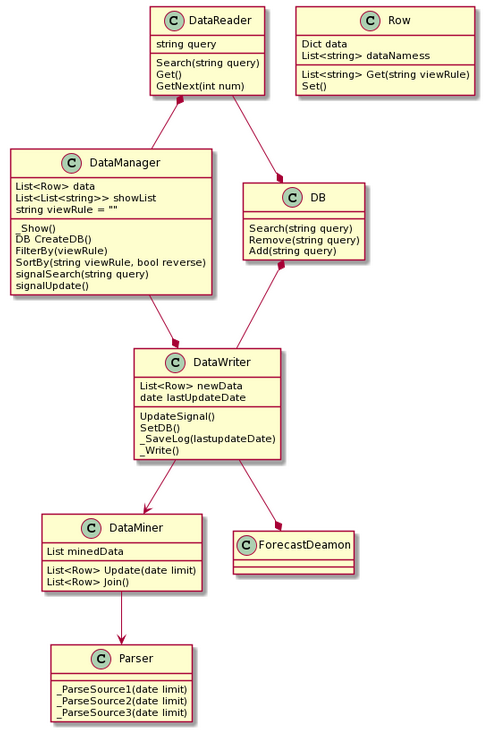 C DataReader
string query
Search(string query)
Get()
GetNext(int num)
C Row
Dict data
List<string> dataNamess
List<string> Get(string viewRule)
Set()
C DataManager
List<Row> data
List<List<string>> showList
string viewRule = ""
_Show()
DB CreateDB()
FilterBy(viewRule)
SortBy(string viewRule, bool reverse)
signalSearch(string query)
signalUpdate()
C DB
Search(string query)
Remove(string query)
Add(string query)
C DataWriter
List<Row> newData
date lastUpdateDate
UpdateSignal()
SetDB()
_SaveLog(lastupdateDate)
_Write()
C DataMiner
List minedData
List<Row> Update(date limit)
List<Row> Join()
C ForecastDeamon
C Parser
_ParseSource1(date limit)
_ParseSource2(date limit)
_ParseSource3(date limit)